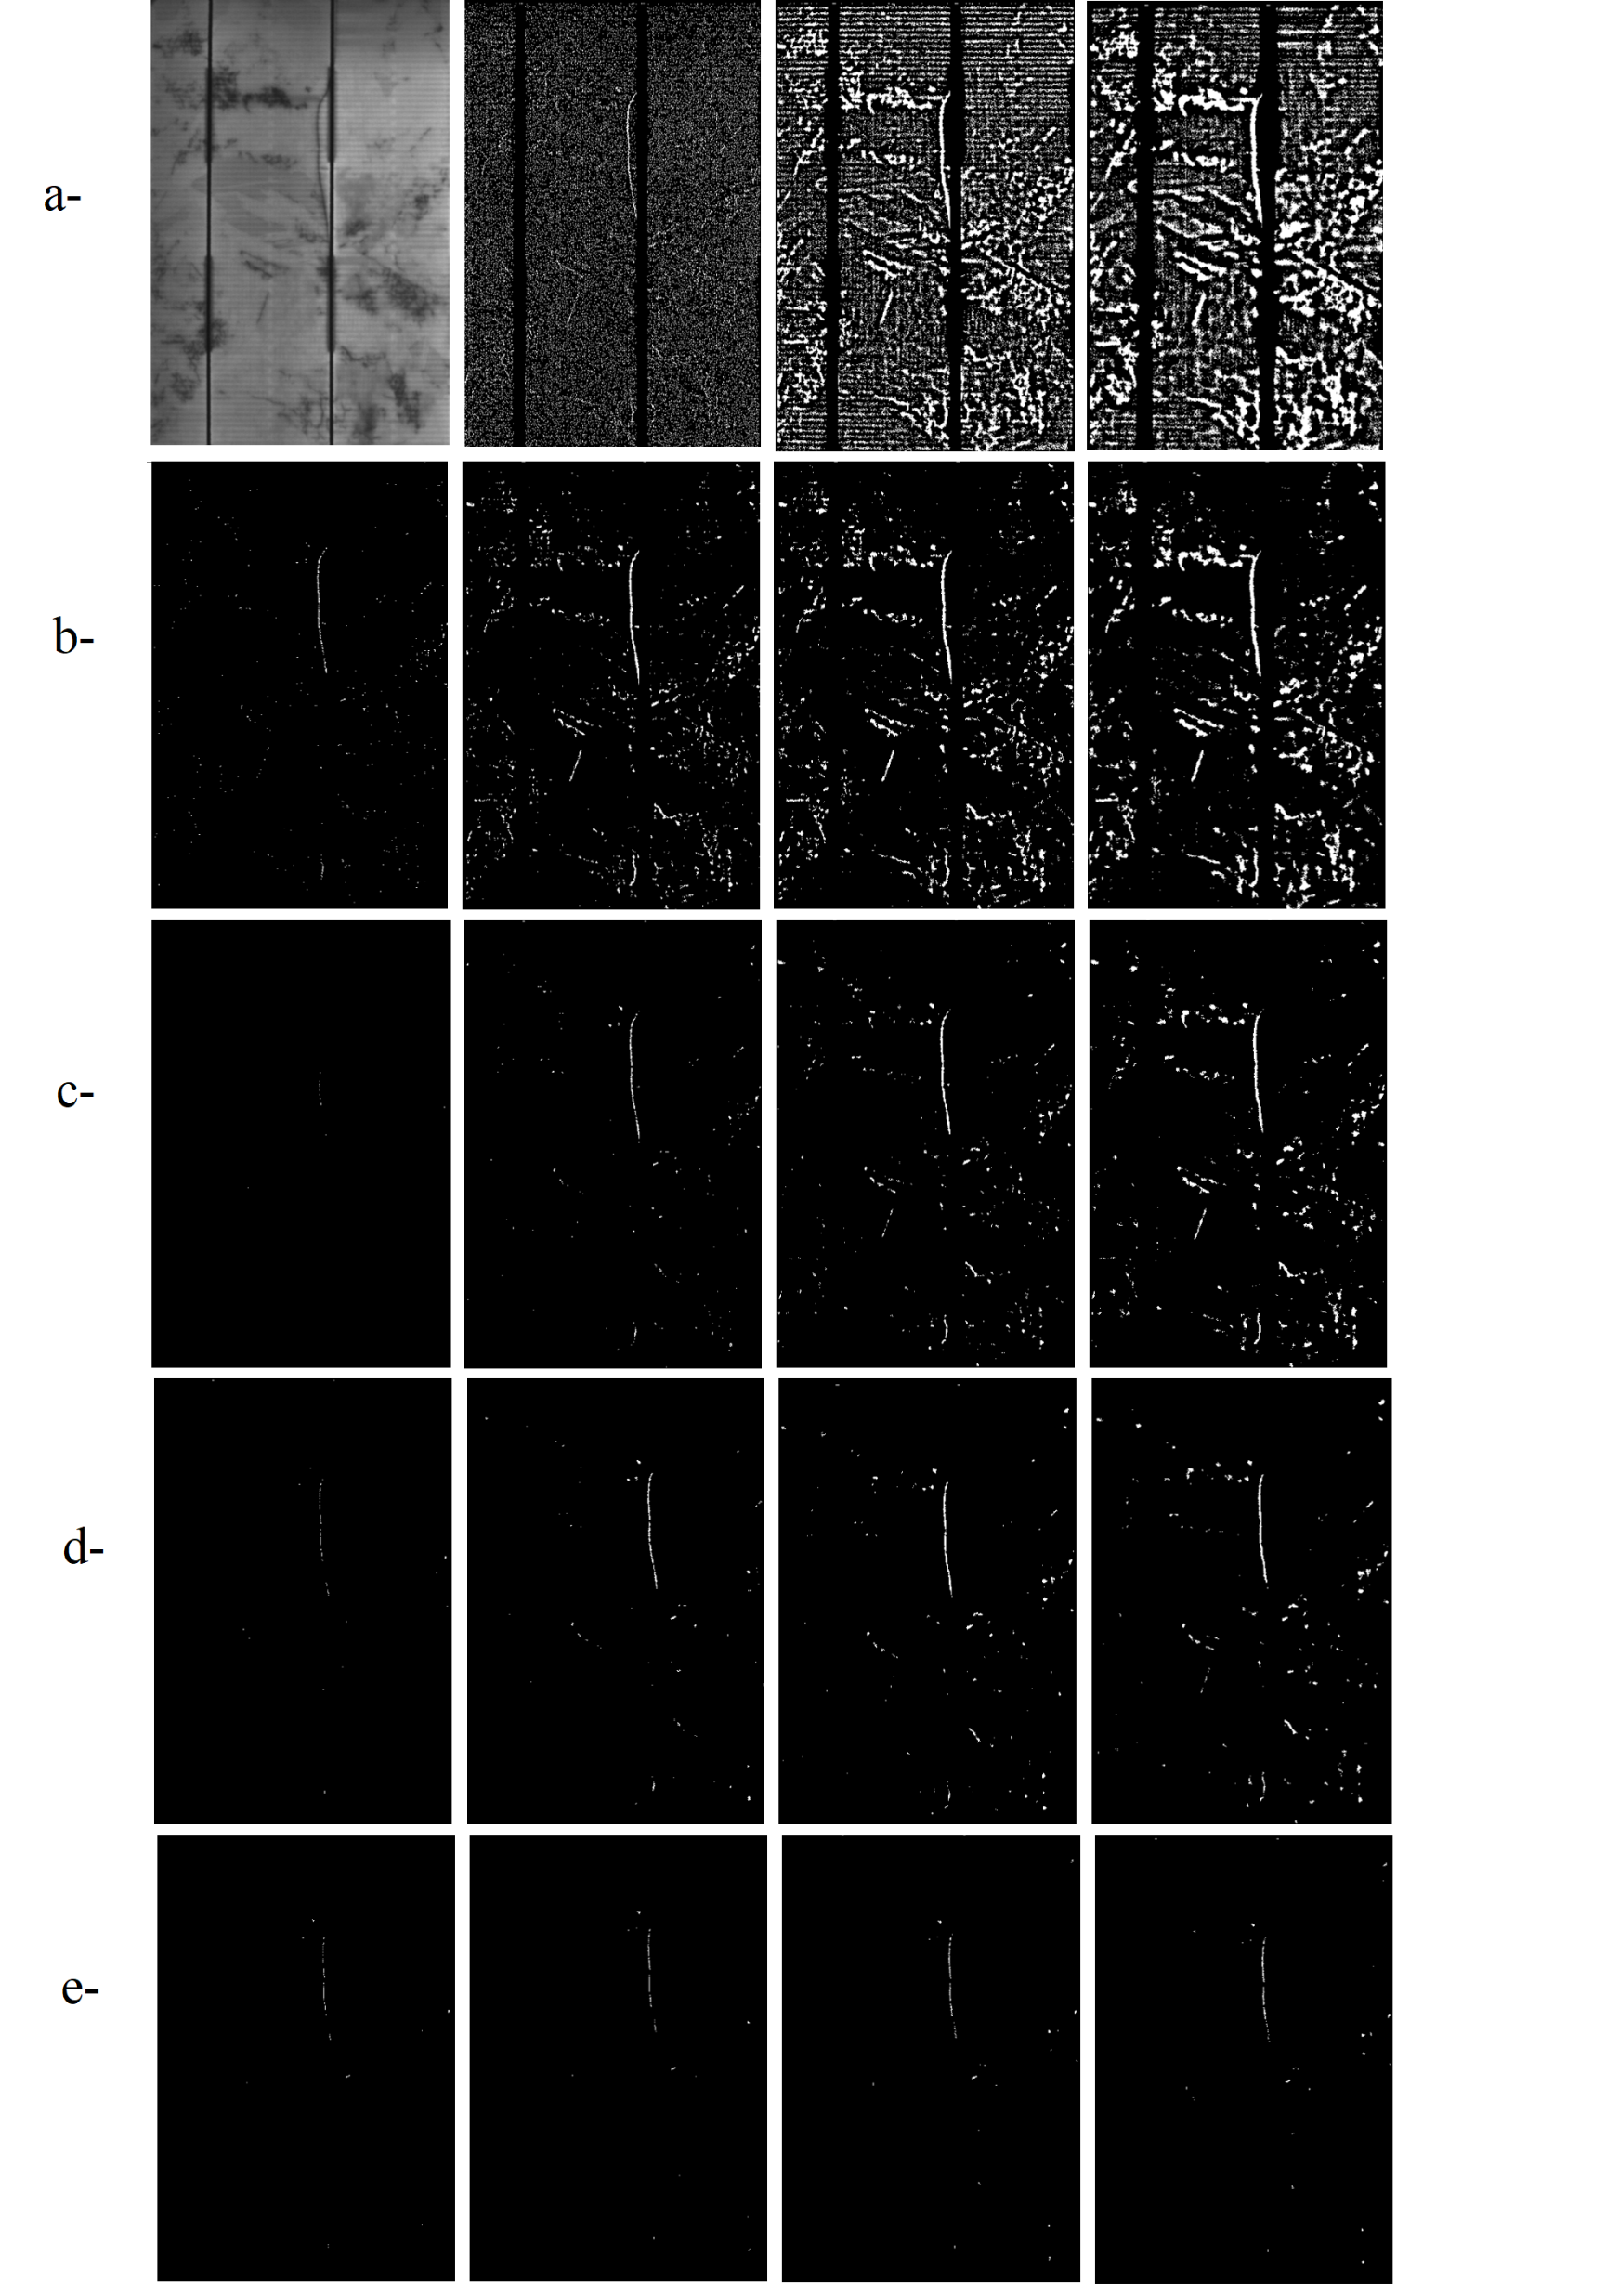 a-
b-
c-
d-
e-